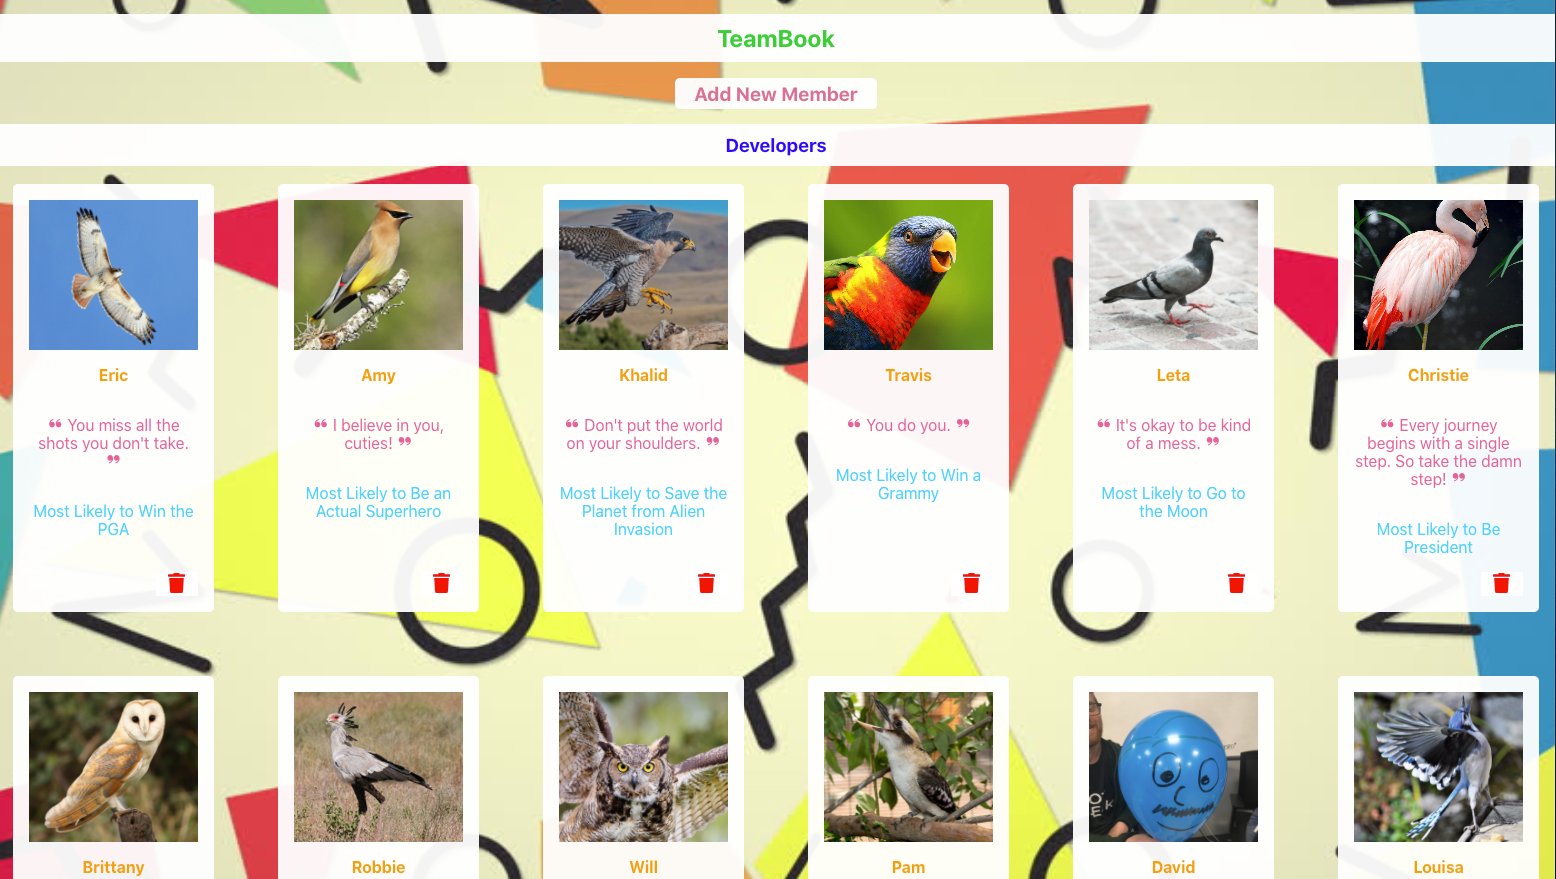 TeamBook
Add New Member
Developers
Eric
❝ You miss all the
shots you don't take.
❞
Most Likely to Win the
PGA
Amy
❝ I believe in you,
cuties! ❞
Most Likely to Be an
Actual Superhero
Khalid
❝ Don't put the world
on your shoulders. ❞
Most Likely to Save the
Planet from Alien
Invasion
Travis
❝ You do you. ❞
Most Likely to Win a
Grammy
Leta
❝ It's okay to be kind
of a mess. ❞
Most Likely to Go to
the Moon
Christie
❝ Every journey
begins with a single
step. So take the damn
step! ❞
Most Likely to Be
President
Brittany
Robbie
Will
Pam
David
Louisa